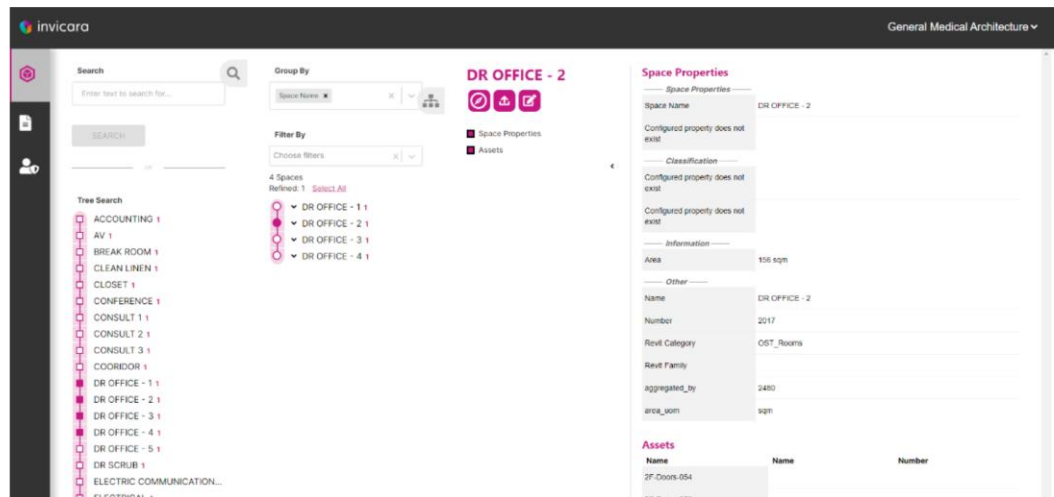 invicara
General Medical Architecture
Search
Enter text to search for...
SEARCH
OR
Tree Search
ACCOUNTING 1
AV 1
BREAK ROOM 1
CLEAN LINEN 1
CLOSET 1
CONFERENCE 1
CONSULT 1 1
CONSULT 2 1
CONSULT 3 1
COORIDOR 1
DR OFFICE - 1 1
DR OFFICE - 2 1
DR OFFICE - 3 1
DR OFFICE - 4 1
DR OFFICE - 5 1
DR SCRUB 1
ELECTRIC COMMUNICATION...
Group By
Space Name
Filter By
Choose filters
4 Spaces
Refined: 1 Select All
DR OFFICE - 1 1
DR OFFICE - 2 1
DR OFFICE - 3 1
DR OFFICE - 4 1
DR OFFICE - 2
Space Properties
Assets
Space Properties
Space Properties
Space Name DR OFFICE - 2
Configured property does not
exist
Classification
Configured property does not
exist
Configured property does not
exist
Information
Area 156 sqm
Other
Name DR OFFICE - 2
Number 2017
Revit Category OST_Rooms
Revit Family
aggregated_by 2480
area_uom sqm
Assets
Name Name Number
2F-Doors-054